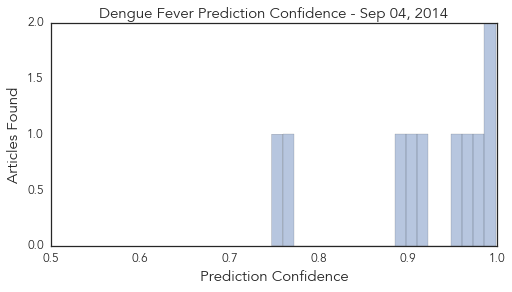 Dengue Fever Prediction Confidence - Sep 04, 2014
Articles Found
2.0
1.5
1.0
0.5
0.0
0.5 0.6 0.7 0.8 0.9 1.0
Prediction Confidence